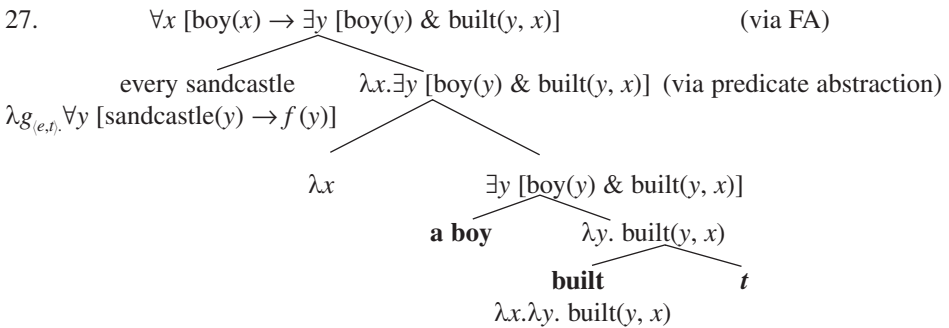 27. ∀x [boy(x) → ∃y [boy(y) & built(y, x)] (via FA)
every sandcastle λx.∃y [boy(y) & built(y, x)] (via predicate abstraction)
λg⟨e,t⟩.∀y [sandcastle(y) → f(y)]
λx ∃y [boy(y) & built(y, x)]
a boy λy. built(y, x)
built t
λx.λy. built(y, x)